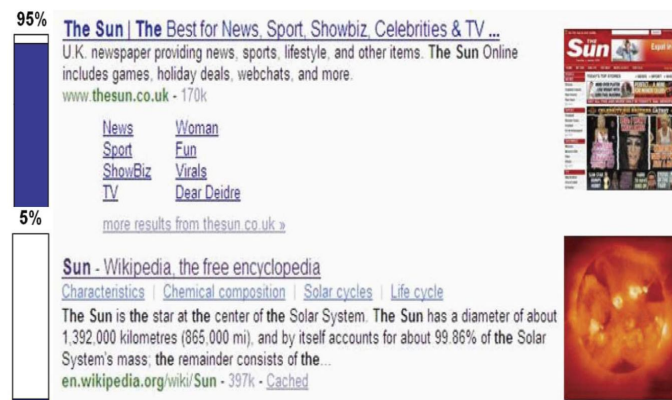 95%
The Sun | The Best for News, Sport, Showbiz, Celebrities & TV ...
U.K. newspaper providing news, sports, lifestyle, and other items. The Sun Online
includes games, holiday deals, webchats, and more.
www.thesun.co.uk - 170k
News Woman
Sport Fun
ShowBiz Virals
TV Dear Deidre
more results from thesun.co.uk »
THE Sun
5%
Sun - Wikipedia, the free encyclopedia
Characteristics | Chemical composition | Solar cycles | Life cycle
The Sun is the star at the center of the Solar System. The Sun has a diameter of about
1,392,000 kilometres (865,000 mi), and by itself accounts for about 99.86% of the Solar
System's mass; the remainder consists of the...
en.wikipedia.org/wiki/Sun - 397k - Cached